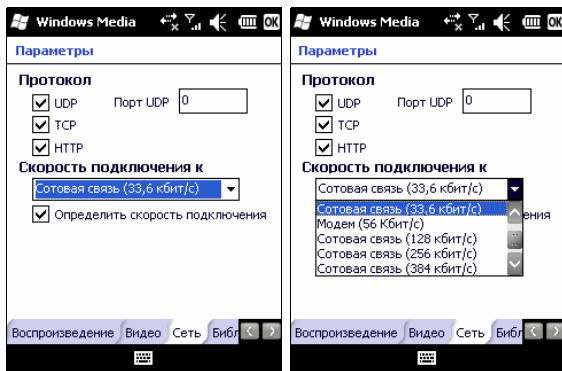 Windows Media OK
Параметры
Протокол
UDP Порт UDP 0
TCP
HTTP
Скорость подключения к
Сотовая связь (33,6 кбит/с)
Определить скорость подключения
Воспроизведение Видео Сеть Библ
Windows Media OK
Параметры
Протокол
UDP Порт UDP 0
TCP
HTTP
Скорость подключения к
Сотовая связь (33,6 кбит/с)
Сотовая связь (33,6 кбит/с)
Модем (56 Кбит/с) ения
Сотовая связь (128 кбит/с)
Сотовая связь (256 кбит/с)
Сотовая связь (384 кбит/с)
Воспроизведение Видео Сеть Библ